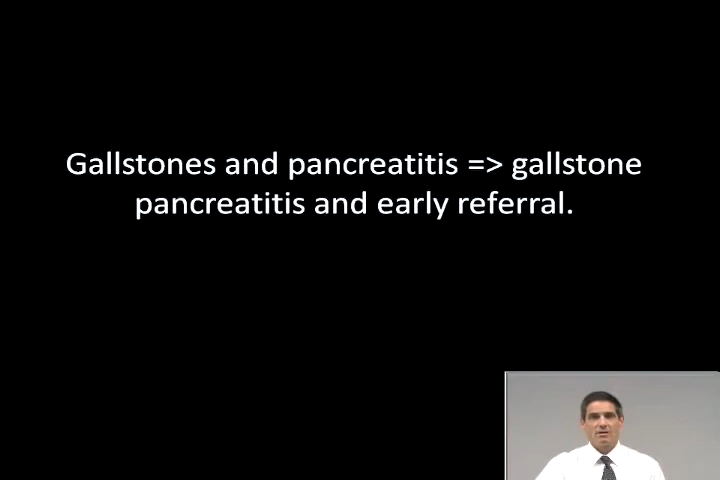 Gallstones and pancreatitis => gallstone
pancreatitis and early referral.